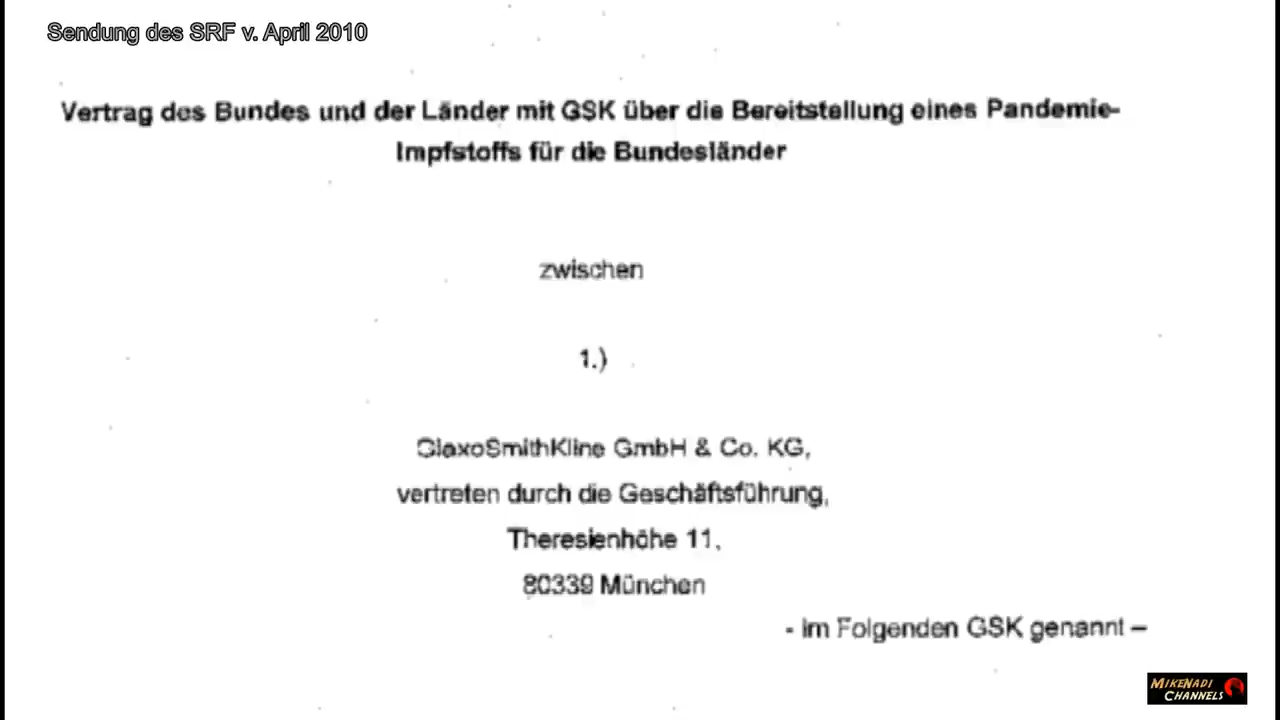 Sendung des SRF v. April 2010
Vertrag des Bundes und der Länder mit GSK über die Bereitstellung eines Pandemie-
Impfstoffs für die Bundesländer
zwischen
1.)
GlaxoSmithKline GmbH & Co. KG,
vertreten durch die Geschäftsführung,
Theresienhöhe 11,
80339 München
- im Folgenden GSK genannt –
MIKENADI
CHANNELS